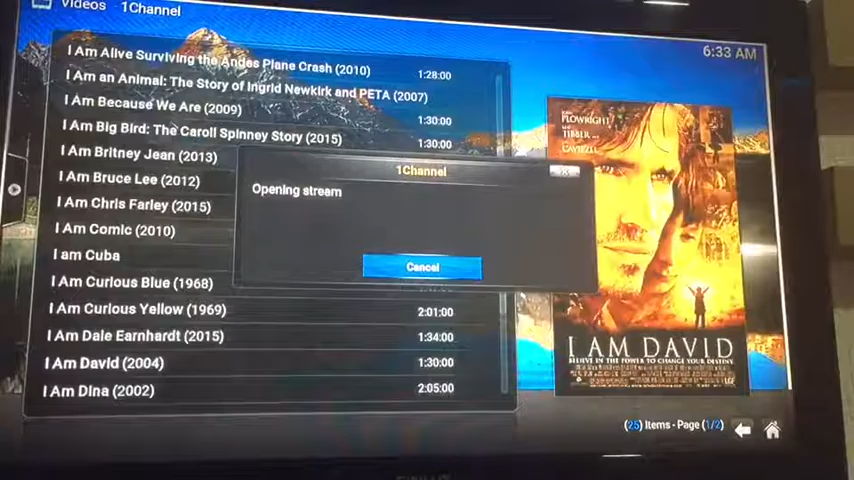 Videos 1Channel
6:33 AM
I Am Alive Surviving the Andes Plane Crash (2010) 1:28:00
I Am an Animal: The Story of Ingrid Newkirk and PETA (2007)
I Am Because We Are (2009) 1:30:00
I Am Big Bird: The Caroll Spinney Story (2015) 1:30:00
I Am Britney Jean (2013)
I Am Bruce Lee (2012)
I Am Chris Farley (2015)
I Am Comic (2010)
I am Cuba
I Am Curious Blue (1968)
I Am Curious Yellow (1969) 2:01:00
I Am Dale Earnhardt (2015) 1:34:00
I Am David (2004) 1:30:00
I Am Dina (2002) 2:05:00
1Channel
Opening stream
Cancel
PLOWRIGHT
TIBBER
CAVIEZEL
I AM DAVID
BELIEVE IN THE POWER TO CHANGE YOUR DESTINY
(25) Items - Page (1/2)